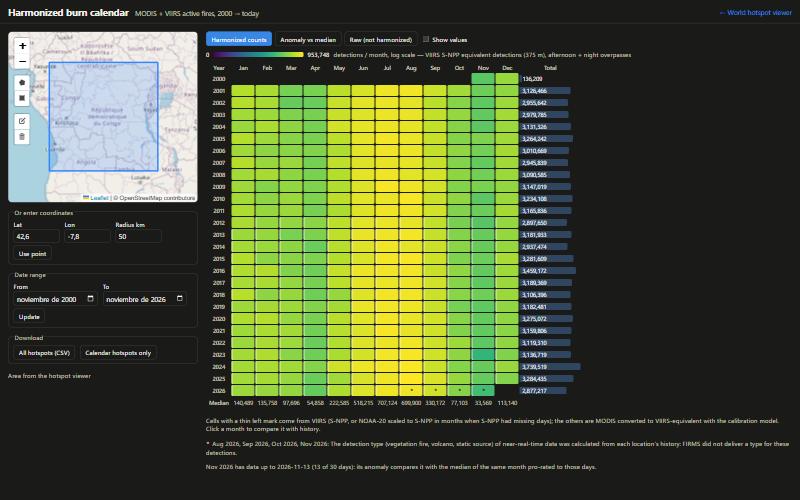 Harmonized burn calendar MODIS + VIIRS active fires, 2000 → today
← World hotspot viewer
+
−
Leaflet | © OpenStreetMap contributors
Or enter coordinates
Lat Lon Radius km
42,6 -7,8 50
Use point
Date range
From To
noviembre de 2000 noviembre de 2026
Update
Download
All hotspots (CSV) Calendar hotspots only
Area from the hotspot viewer
Harmonized counts Anomaly vs median Raw (not harmonized) Show values
0 953,748 detections / month, log scale — VIIRS S-NPP equivalent detections (375 m), afternoon + night overpasses
Year Jan Feb Mar Apr May Jun Jul Aug Sep Oct Nov Dec Total
2000 136,209
2001 3,126,466
2002 2,955,642
2003 2,979,785
2004 3,131,326
2005 3,264,242
2006 3,010,669
2007 2,945,839
2008 3,090,585
2009 3,147,019
2010 3,234,108
2011 3,165,836
2012 2,897,650
2013 3,181,933
2014 2,937,474
2015 3,281,609
2016 3,459,172
2017 3,189,369
2018 3,106,396
2019 3,182,481
2020 3,275,072
2021 3,159,806
2022 3,119,310
2023 3,136,719
2024 3,739,519
2025 3,284,435
2026 * * * * 2,877,217
Median 140,489 135,758 97,696 54,858 222,585 518,215 707,124 699,900 330,172 77,103 33,569 113,140
Cells with a thin left mark come from VIIRS (S-NPP, or NOAA-20 scaled to S-NPP in months when S-NPP had missing days); the others are MODIS converted to VIIRS-equivalent with the calibration model.
Click a month to compare it with history.
* Aug 2026, Sep 2026, Oct 2026, Nov 2026: The detection type (vegetation fire, volcano, static source) of near-real-time data was calculated from each location's history: FIRMS did not deliver a type for these
detections.
Nov 2026 has data up to 2026-11-13 (13 of 30 days): its anomaly compares it with the median of the same month pro-rated to those days.